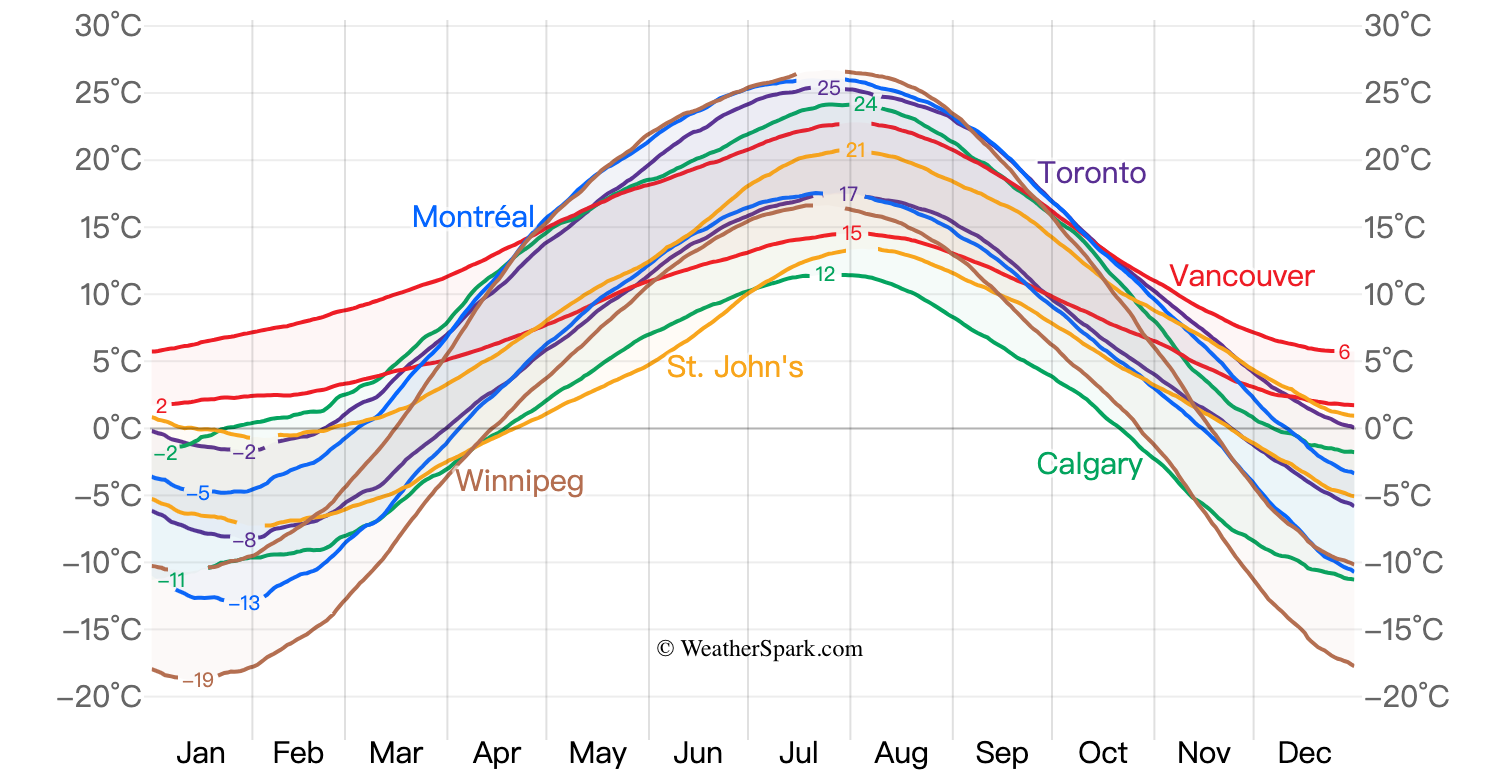 30°C 30°C
25°C 25 25°C
24
20°C 21 20°C
Toronto
17
Montréal
15°C 15 15°C
12 Vancouver
10°C 10°C
5°C St. John's 6 5°C
2
0°C 0°C
−2 −2
Winnipeg Calgary
−5°C −5 −5°C
−8
−10°C −10°C
−11
−13
−15°C −15°C
© WeatherSpark.com
−19
−20°C −20°C
Jan Feb Mar Apr May Jun Jul Aug Sep Oct Nov Dec